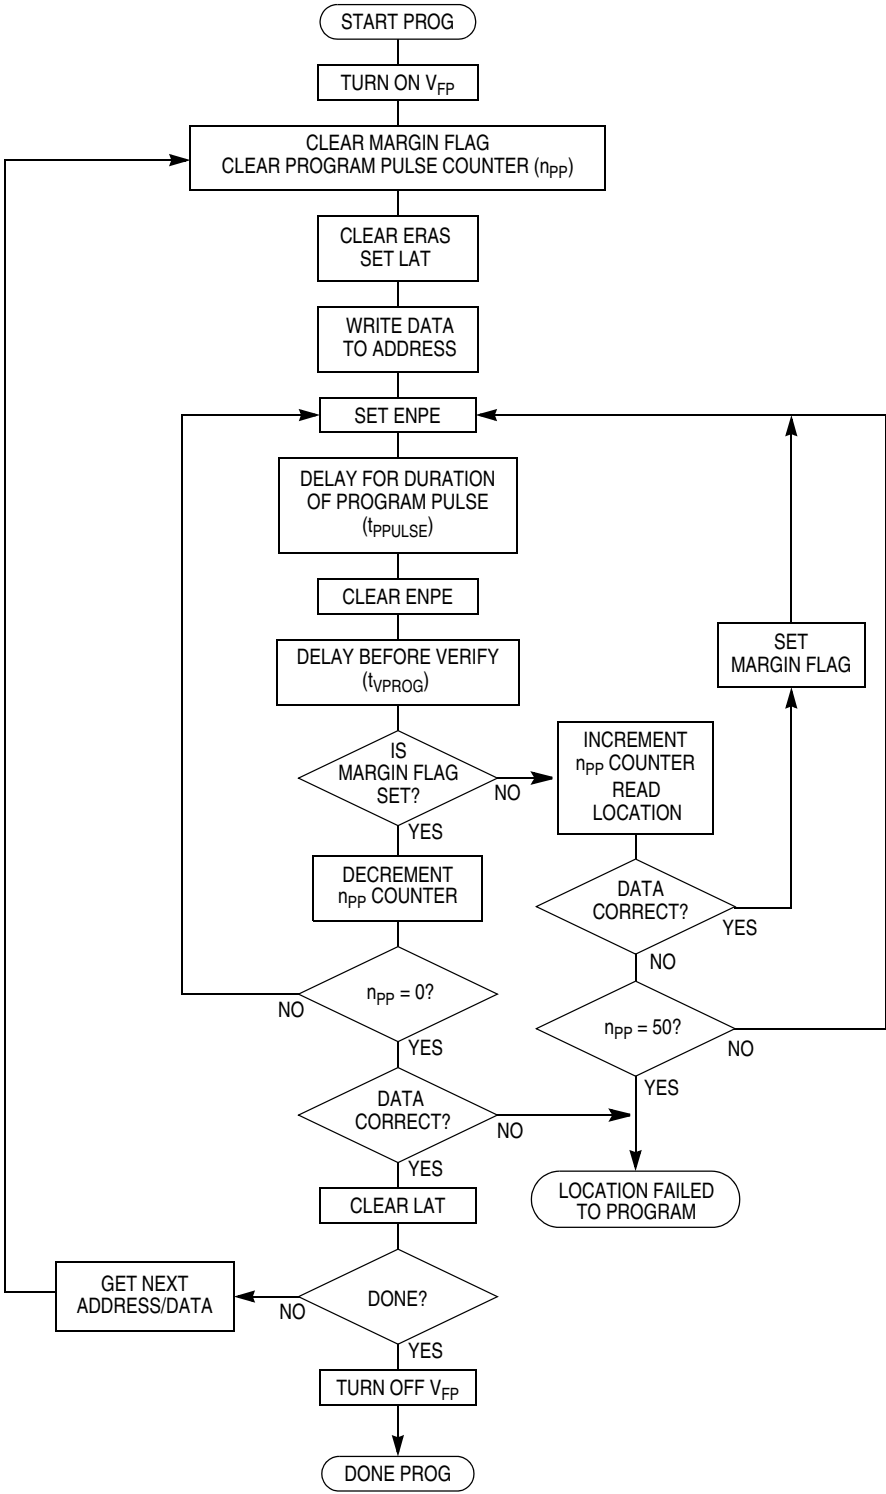 START PROG
TURN ON VFP
CLEAR MARGIN FLAG
CLEAR PROGRAM PULSE COUNTER (nPP)
CLEAR ERAS
SET LAT
WRITE DATA
TO ADDRESS
SET ENPE
DELAY FOR DURATION
OF PROGRAM PULSE
(tPPULSE)
CLEAR ENPE
DELAY BEFORE VERIFY
(tVPROG)
SET
MARGIN FLAG
IS
MARGIN FLAG
SET?
NO
YES
INCREMENT
nPP COUNTER
READ
LOCATION
DECREMENT
nPP COUNTER
DATA
CORRECT?
YES
NO
nPP = 0?
NO
YES
nPP = 50?
NO
YES
DATA
CORRECT?
NO
YES
LOCATION FAILED
TO PROGRAM
CLEAR LAT
GET NEXT
ADDRESS/DATA
DONE?
NO
YES
TURN OFF VFP
DONE PROG